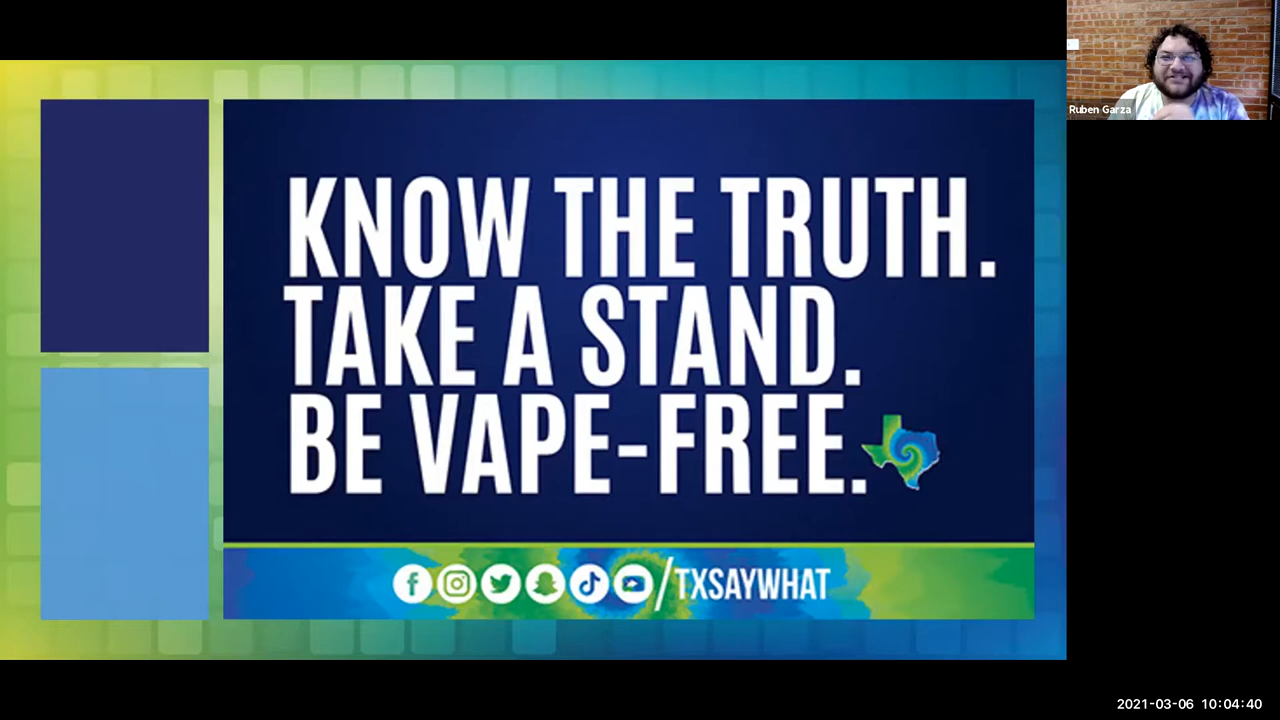 Ruben Garza
KNOW THE TRUTH.
TAKE A STAND.
BE VAPE-FREE.
/TXSAYWHAT
2021-03-06 10:04:40